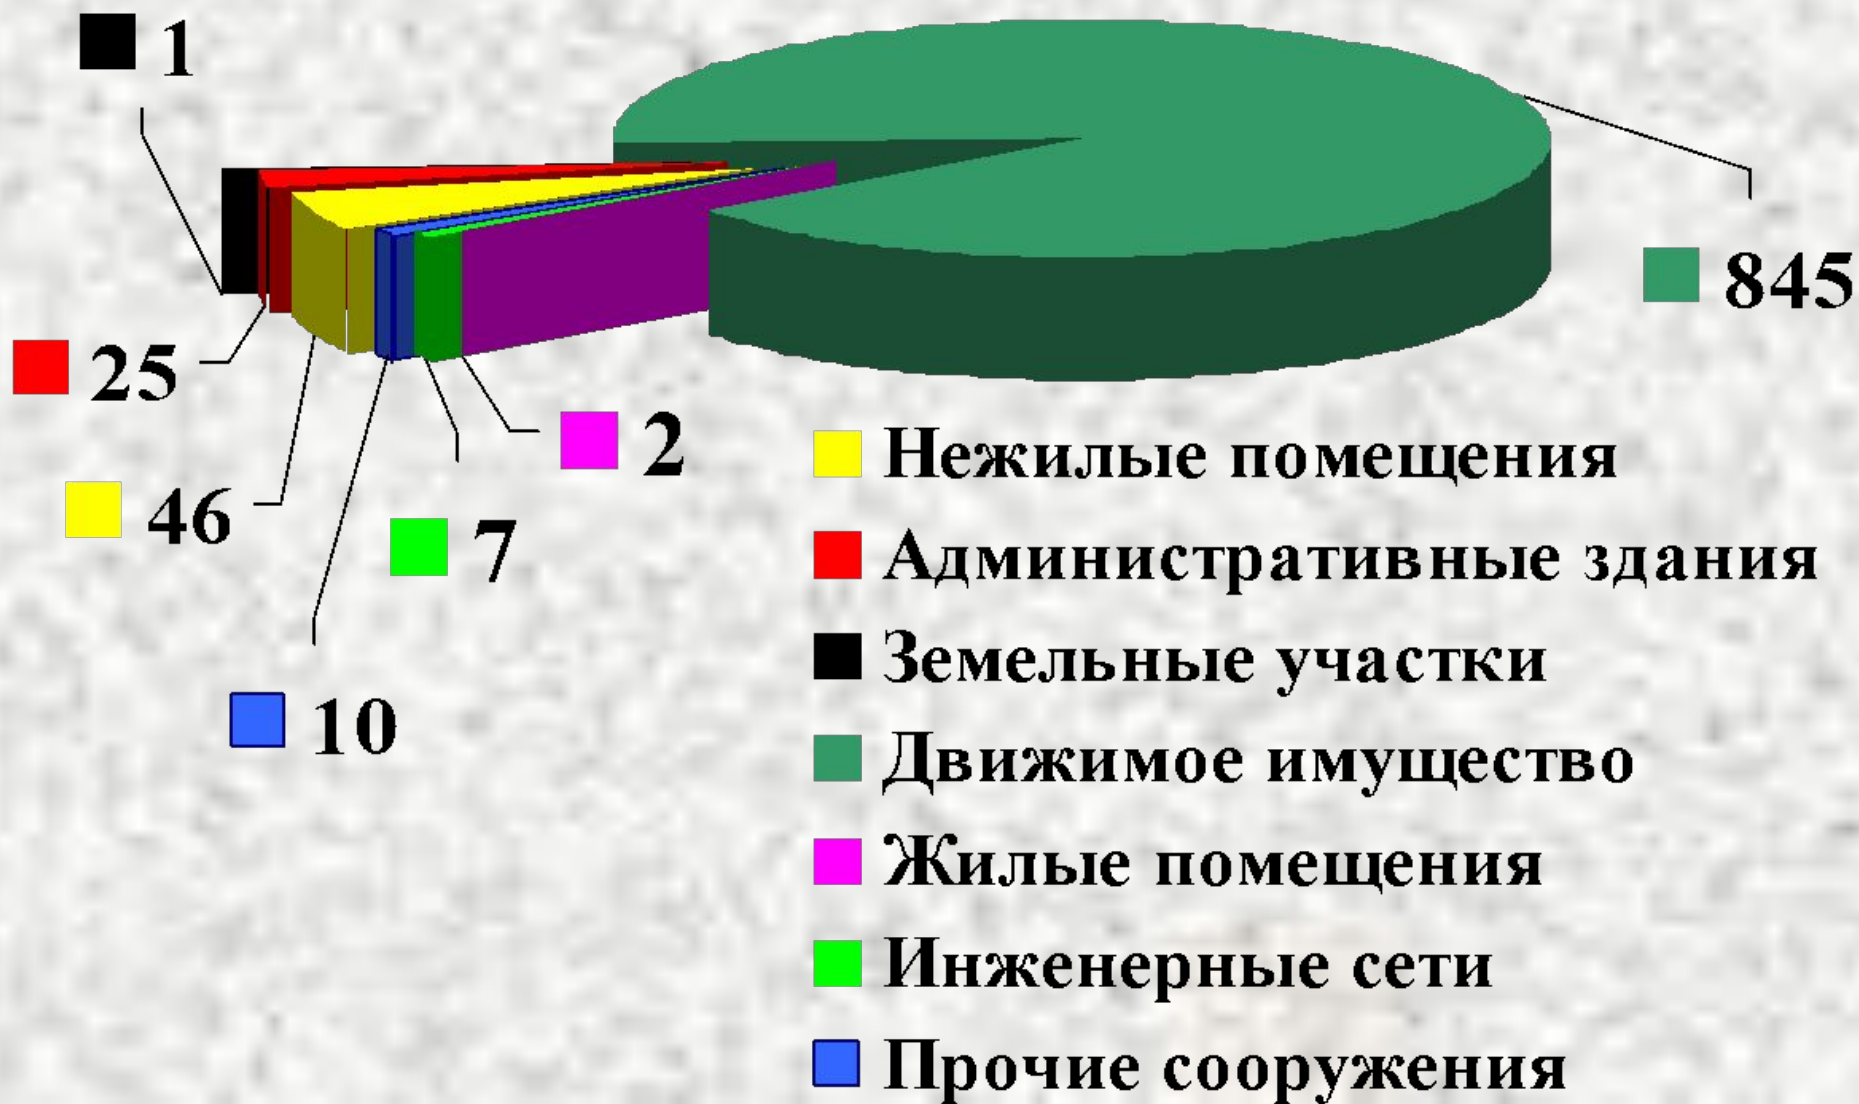 1
845
25
2
46
7
10
Нежилые помещения
Административные здания
Земельные участки
Движимое имущество
Жилые помещения
Инженерные сети
Прочие сооружения